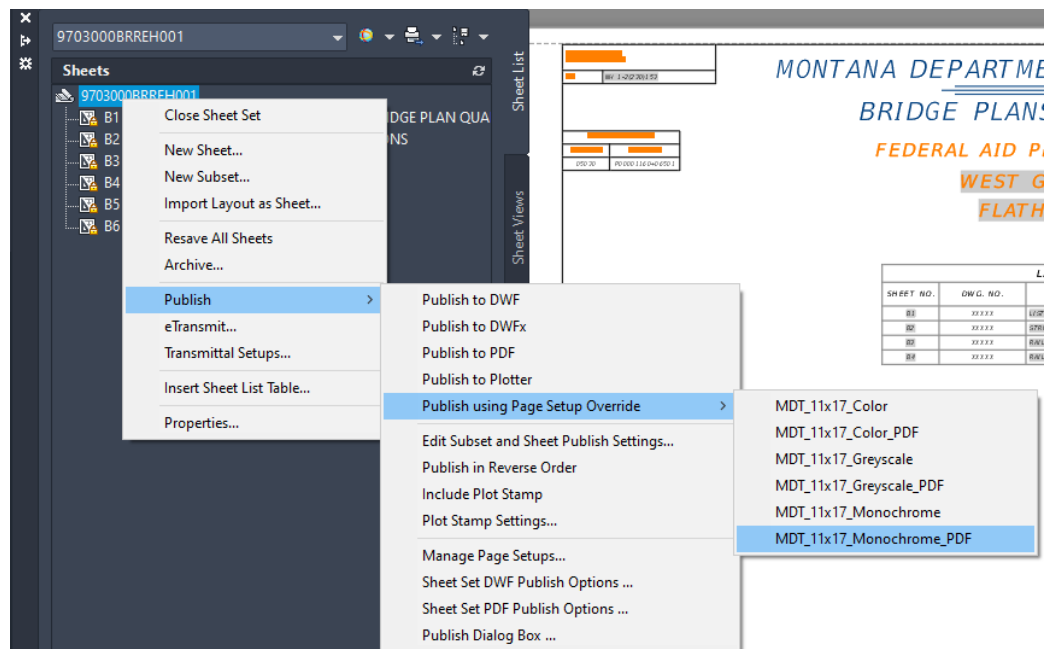 9703000BRREH001
Sheets
9703000BRREH001
B1
DGE PLAN QUA
B2
NS
B3
B4
B5
B6
Sheet List
Sheet Views
Close Sheet Set
New Sheet...
New Subset...
Import Layout as Sheet...
Resave All Sheets
Archive...
Publish
eTransmit...
Transmittal Setups...
Insert Sheet List Table...
Properties...
Publish to DWF
Publish to DWFx
Publish to PDF
Publish to Plotter
Publish using Page Setup Override
Edit Subset and Sheet Publish Settings...
Publish in Reverse Order
Include Plot Stamp
Plot Stamp Settings...
Manage Page Setups...
Sheet Set DWF Publish Options ...
Sheet Set PDF Publish Options ...
Publish Dialog Box ...
MDT_11x17_Color
MDT_11x17_Color_PDF
MDT_11x17_Greyscale
MDT_11x17_Greyscale_PDF
MDT_11x17_Monochrome
MDT_11x17_Monochrome_PDF
MONTANA DEPARTME
BRIDGE PLANS
FEDERAL AID P
WEST G
FLATH
SHEET NO. DWG. NO.
B1 XXXXX
B2 XXXXX
B3 XXXXX
B4 XXXXX